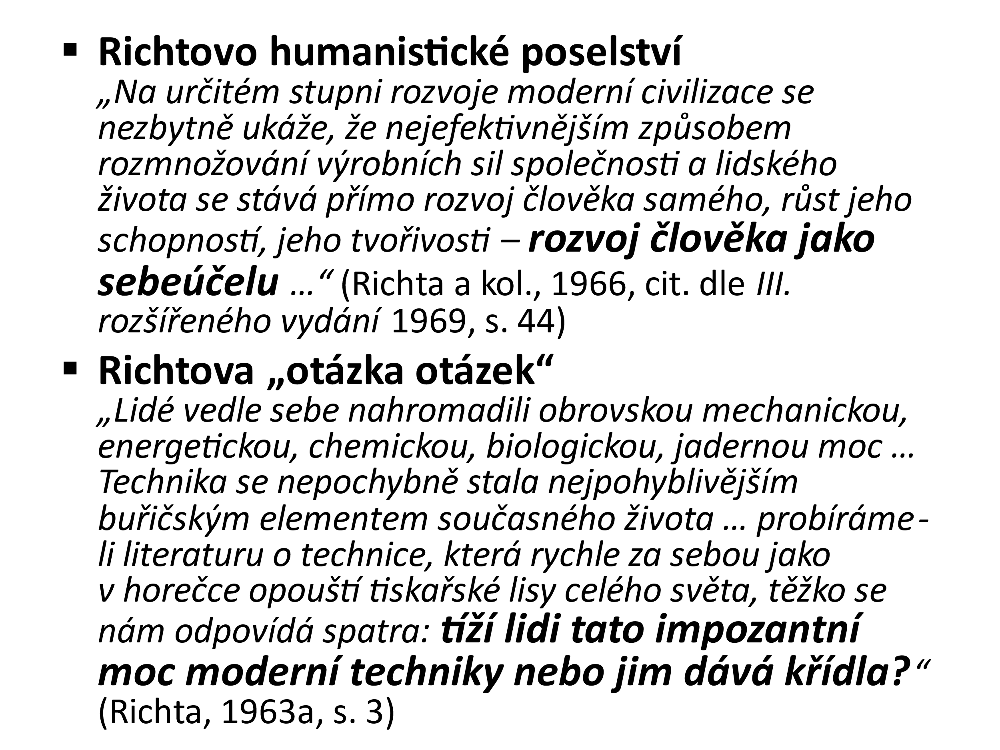 ▪ Richtovo humanistické poselství
„Na určitém stupni rozvoje moderní civilizace se
nezbytně ukáže, že nejefektivnějším způsobem
rozmnožování výrobních sil společnosti a lidského
života se stává přímo rozvoj člověka samého, růst jeho
schopností, jeho tvořivosti – rozvoj člověka jako
sebeúčelu …“ (Richta a kol., 1966, cit. dle III.
rozšířeného vydání 1969, s. 44)
▪ Richtova „otázka otázek“
„Lidé vedle sebe nahromadili obrovskou mechanickou,
energetickou, chemickou, biologickou, jadernou moc …
Technika se nepochybně stala nejpohyblivějším
buřičským elementem současného života … probíráme-
li literaturu o technice, která rychle za sebou jako
v horečce opouští tiskařské lisy celého světa, těžko se
nám odpovídá spatra: tíží lidi tato impozantní
moc moderní techniky nebo jim dává křídla?“
(Richta, 1963a, s. 3)